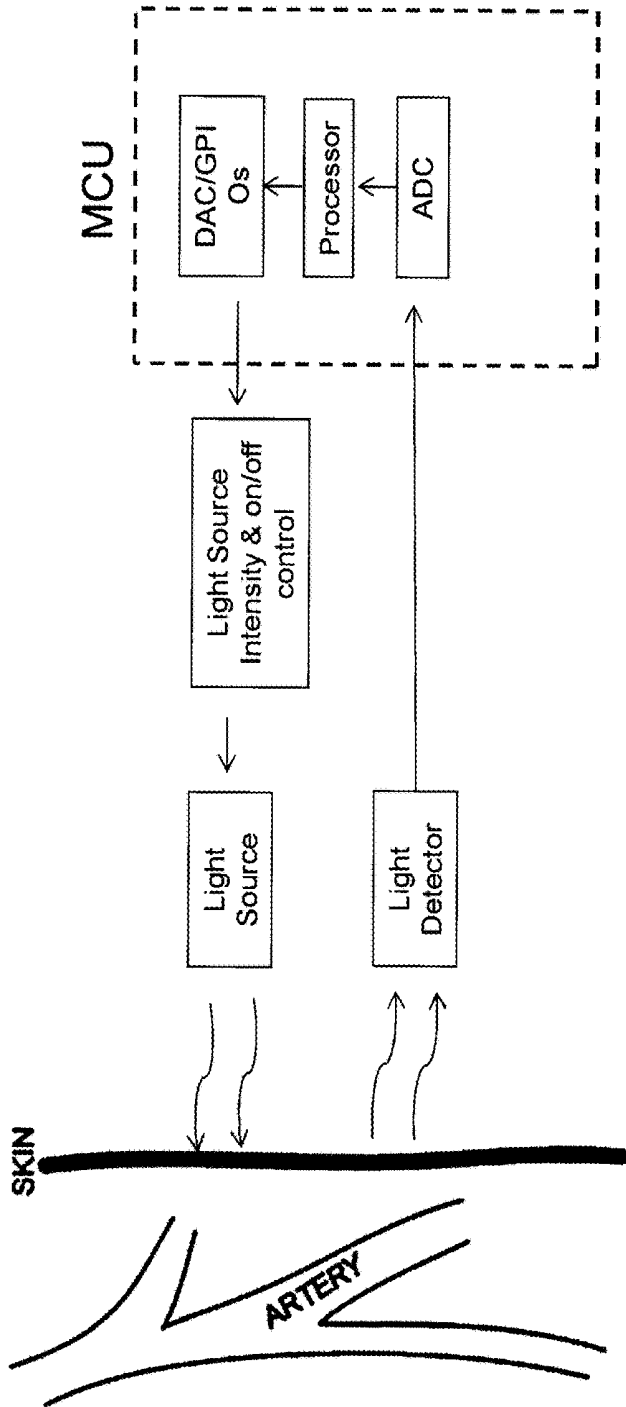 SKIN
ARTERY
Light
Source
Light
Detector
Light Source
Intensity & on/off
control
MCU
DAC/GPI
Os
Processor
ADC